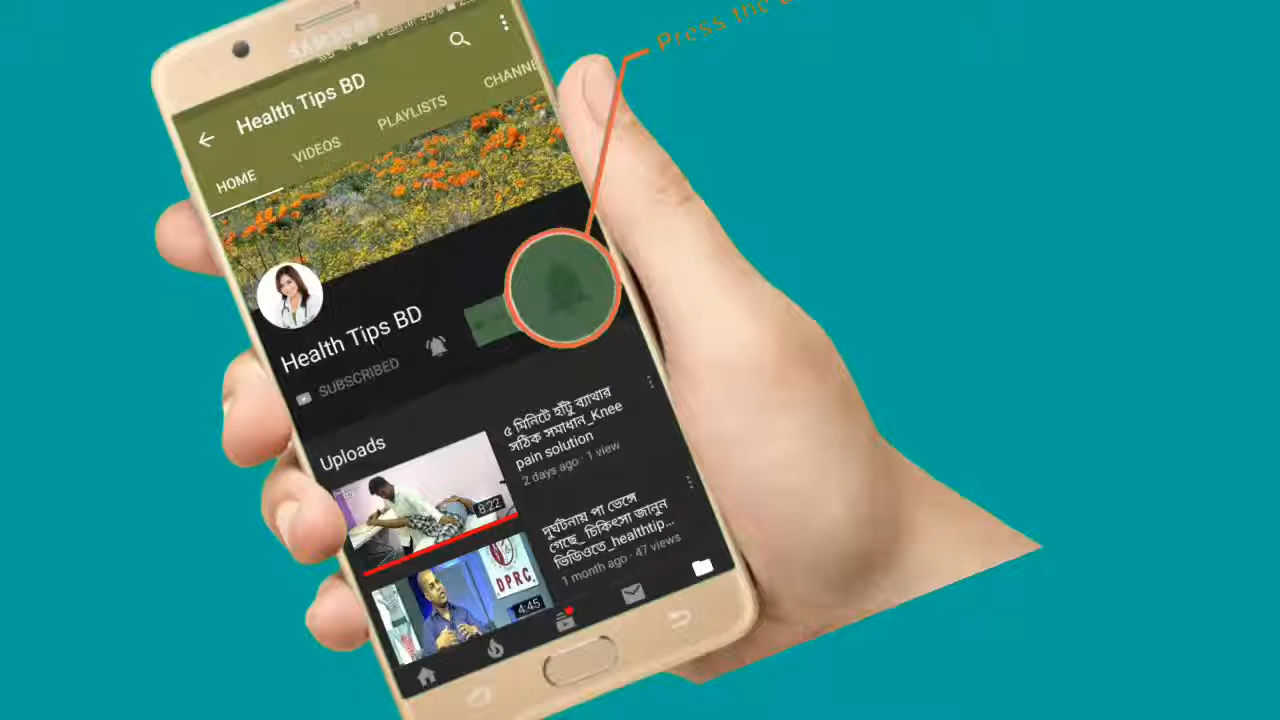 Press the
SAMSUNG
Health Tips BD
HOME
VIDEOS
PLAYLISTS
CHANNE
Health Tips BD
SUBSCRIBED
Uploads
৫ মিনিটে হাঁটু ব্যাথার
সঠিক সমাধান_Knee
pain solution
2 days ago · 1 view
8:22
দুর্ঘটনায় পা ভেঙ্গে
গেছে_ চিকিৎসা জানুন
ভিডিওতে_healthtip...
1 month ago · 47 views
DPRC
4:45